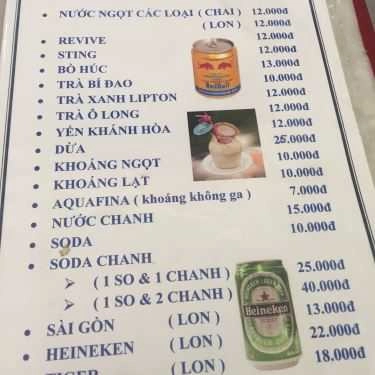 • NƯỚC NGỌT CÁC LOẠI ( CHAI ) 12.000đ
( LON ) 12.000đ
• REVIVE 12.000đ
• STING 12.000đ
• BÒ HÚC 13.000đ
• TRÀ BÍ ĐAO 10.000đ
• TRÀ XANH LIPTON 12.000đ
• TRÀ Ô LONG 12.000đ
• YẾN KHÁNH HÒA 12.000đ
• DỪA 25.000đ
• KHOÁNG NGỌT 10.000đ
• KHOÁNG LẠT 10.000đ
• AQUAFINA ( khoáng không ga ) 7.000đ
• NƯỚC CHANH 15.000đ
• SODA 10.000đ
• SODA CHANH
➢ ( 1 SO & 1 CHANH ) 25.000đ
➢ ( 1 SO & 2 CHANH ) 40.000đ
• SÀI GÒN ( LON ) 13.000đ
• HEINEKEN ( LON ) 22.000đ
TIGER ( LON ) 18.000đ
RedBull
Heineken